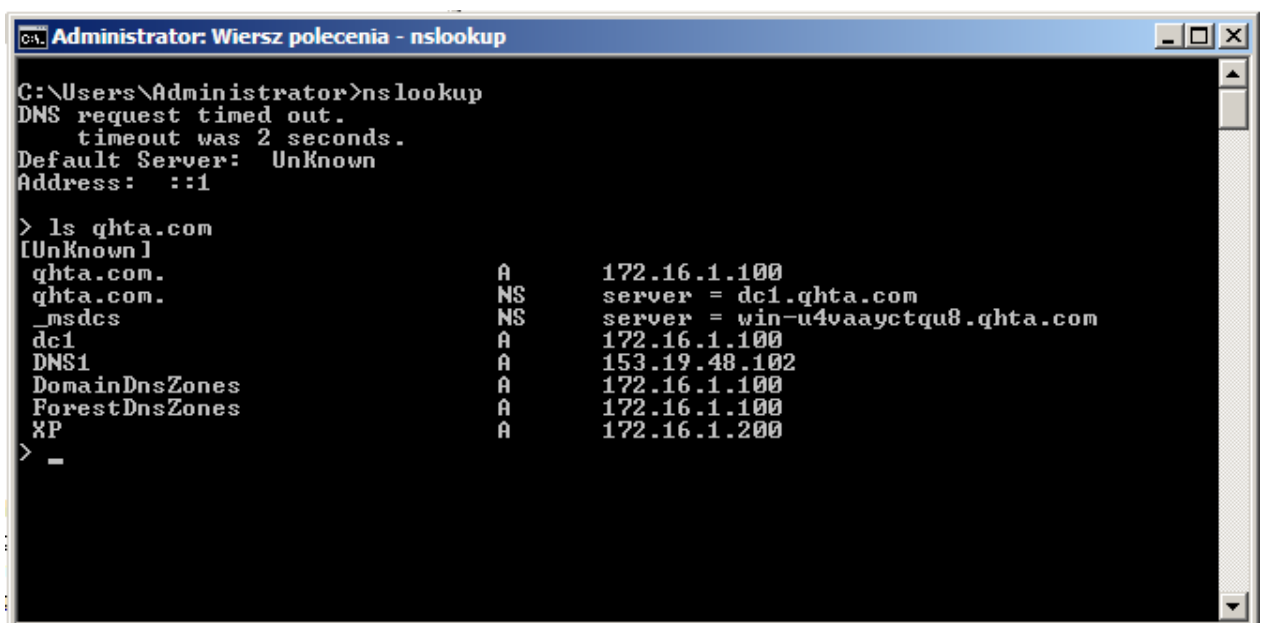 Administrator: Wiersz polecenia - nslookup
C:\Users\Administrator>nslookup
DNS request timed out.
    timeout was 2 seconds.
Default Server:  UnKnown
Address:  ::1
> ls qhta.com
[UnKnown]
 qhta.com.                      A      172.16.1.100
 qhta.com.                      NS     server = dc1.qhta.com
 _msdcs                         NS     server = win-u4vaayctqu8.qhta.com
 dc1                            A      172.16.1.100
 DNS1                           A      153.19.48.102
 DomainDnsZones                 A      172.16.1.100
 ForestDnsZones                 A      172.16.1.100
 XP                             A      172.16.1.200
> _